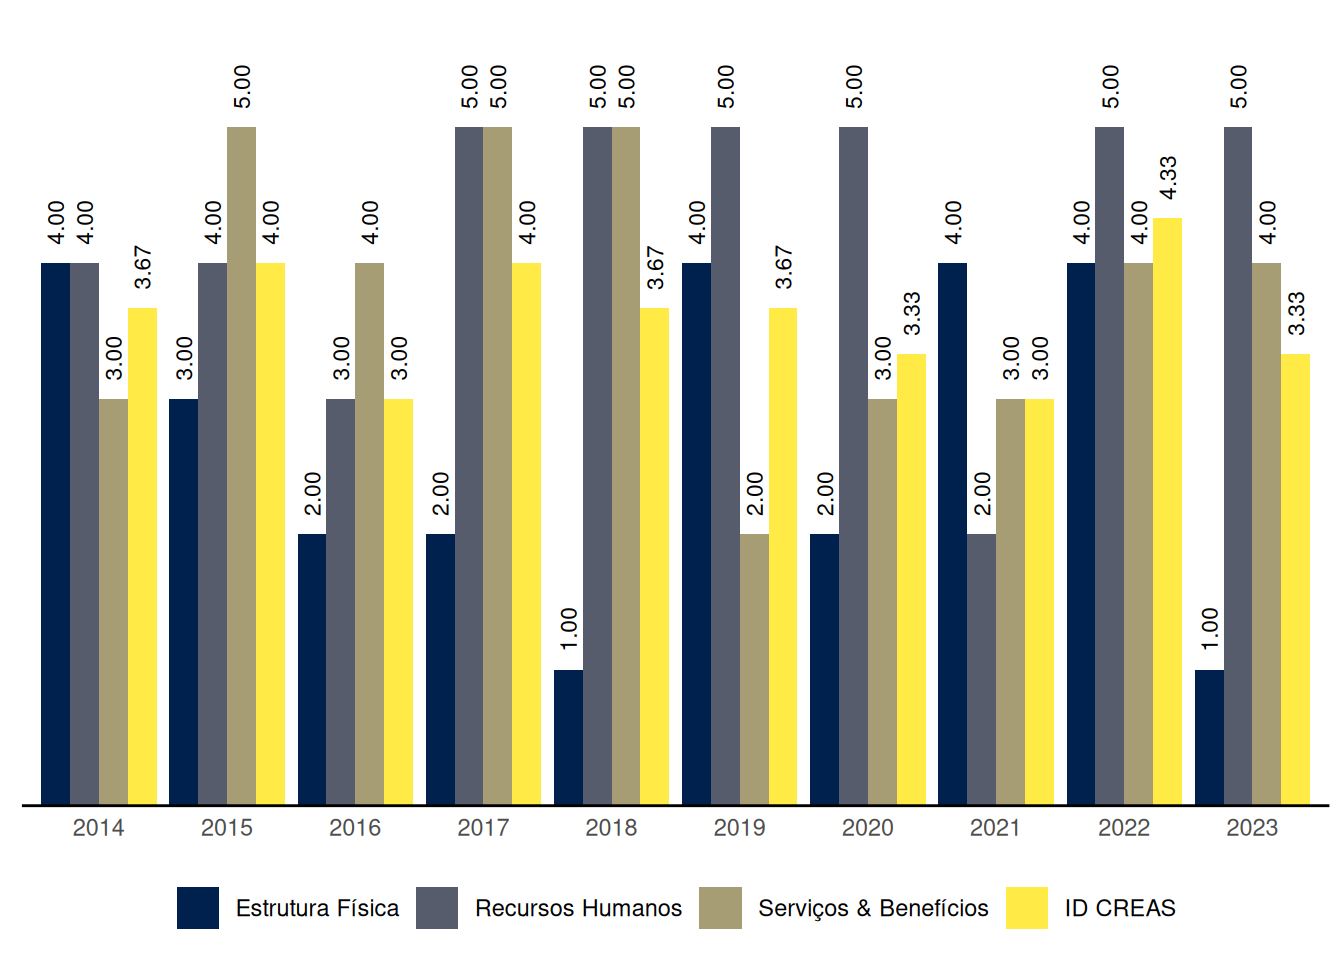 4.00 4.00 3.00 3.67
3.00 4.00 5.00 4.00
2.00 3.00 4.00 3.00
2.00 5.00 5.00 4.00
1.00 5.00 5.00 3.67
4.00 5.00 2.00 3.67
2.00 5.00 3.00 3.33
4.00 2.00 3.00 3.00
4.00 5.00 4.00 4.33
1.00 5.00 4.00 3.33
2014 2015 2016 2017 2018 2019 2020 2021 2022 2023
Estrutura Física Recursos Humanos Serviços & Benefícios ID CREAS